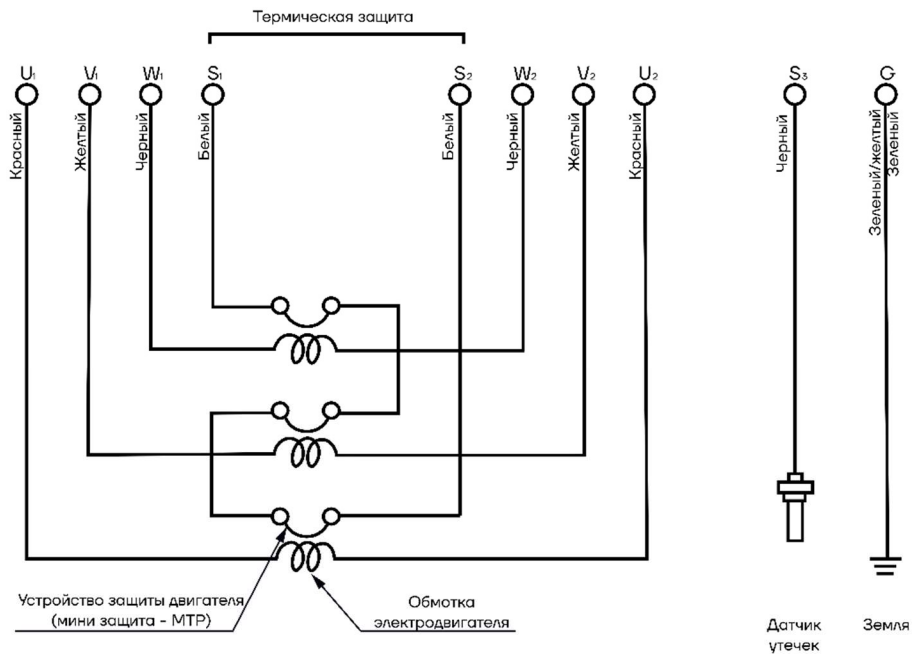 Термическая защита
U1 V1 W1 S1 S2 W2 V2 U2 S3 G
Красный
Желтый
Черный
Белый
Белый
Черный
Желтый
Красный
Черный
Зеленый/желтый
Зеленый
Устройство защиты двигателя
(мини защита - МТР)
Обмотка
электродвигателя
Датчик
утечек
Земля